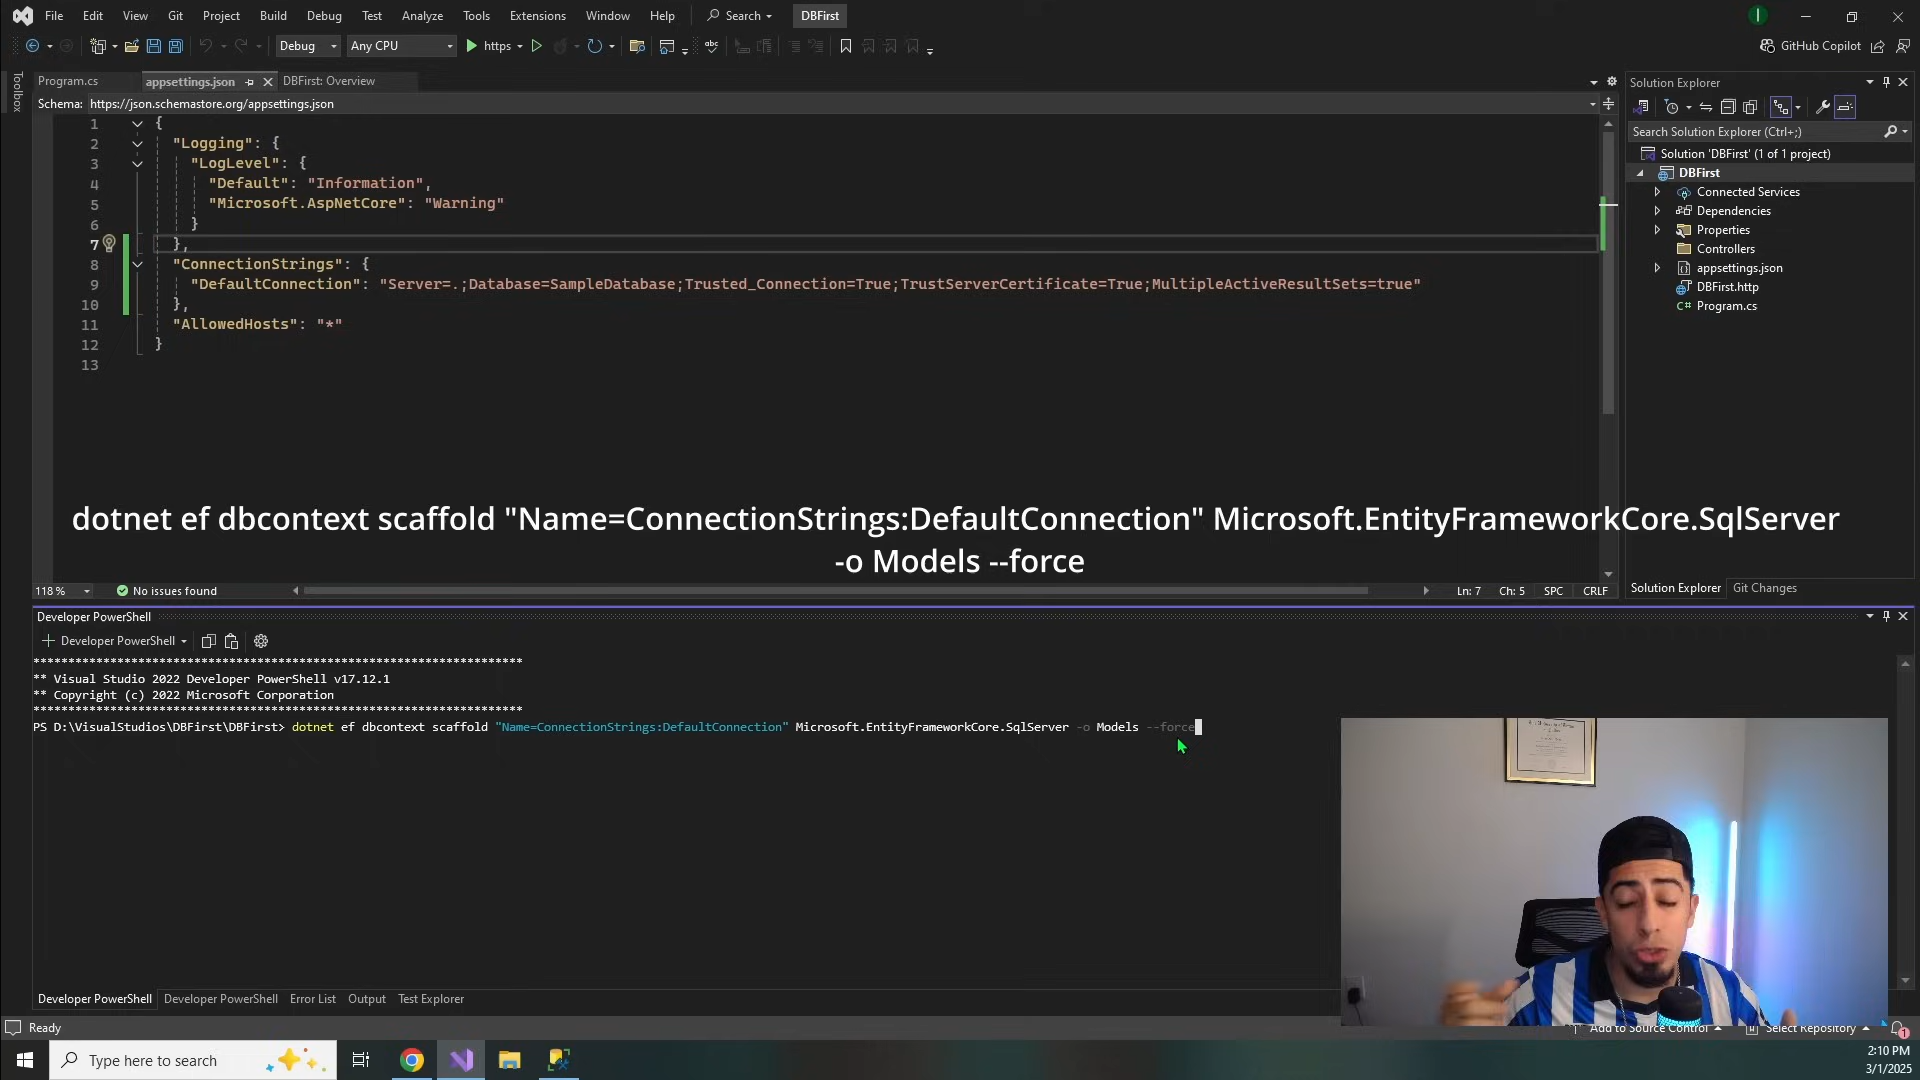 File Edit View Git Project Build Debug Test Analyze Tools Extensions Window Help Search DBFirst
Debug Any CPU https GitHub Copilot
Toolbox
Program.cs appsettings.json DBFirst: Overview
Schema: https://json.schemastore.org/appsettings.json
1 {
2 "Logging": {
3 "LogLevel": {
4 "Default": "Information",
5 "Microsoft.AspNetCore": "Warning"
6 }
7 },
8 "ConnectionStrings": {
9 "DefaultConnection": "Server=.;Database=SampleDatabase;Trusted_Connection=True;TrustServerCertificate=True;MultipleActiveResultSets=true"
10 },
11 "AllowedHosts": "*"
12 }
13
dotnet ef dbcontext scaffold "Name=ConnectionStrings:DefaultConnection" Microsoft.EntityFrameworkCore.SqlServer
-o Models --force
118 % No issues found Ln: 7 Ch: 5 SPC CRLF
Solution Explorer
Search Solution Explorer (Ctrl+;)
Solution 'DBFirst' (1 of 1 project)
DBFirst
Connected Services
Dependencies
Properties
Controllers
appsettings.json
DBFirst.http
C# Program.cs
Solution Explorer Git Changes
Developer PowerShell
Developer PowerShell
***********************************************************************
** Visual Studio 2022 Developer PowerShell v17.12.1
** Copyright (c) 2022 Microsoft Corporation
***********************************************************************
PS D:\VisualStudios\DBFirst\DBFirst> dotnet ef dbcontext scaffold "Name=ConnectionStrings:DefaultConnection" Microsoft.EntityFrameworkCore.SqlServer -o Models --force
Developer PowerShell Developer PowerShell Error List Output Test Explorer
Ready Add to Source Control Select Repository 1
Type here to search
2:10 PM
3/1/2025